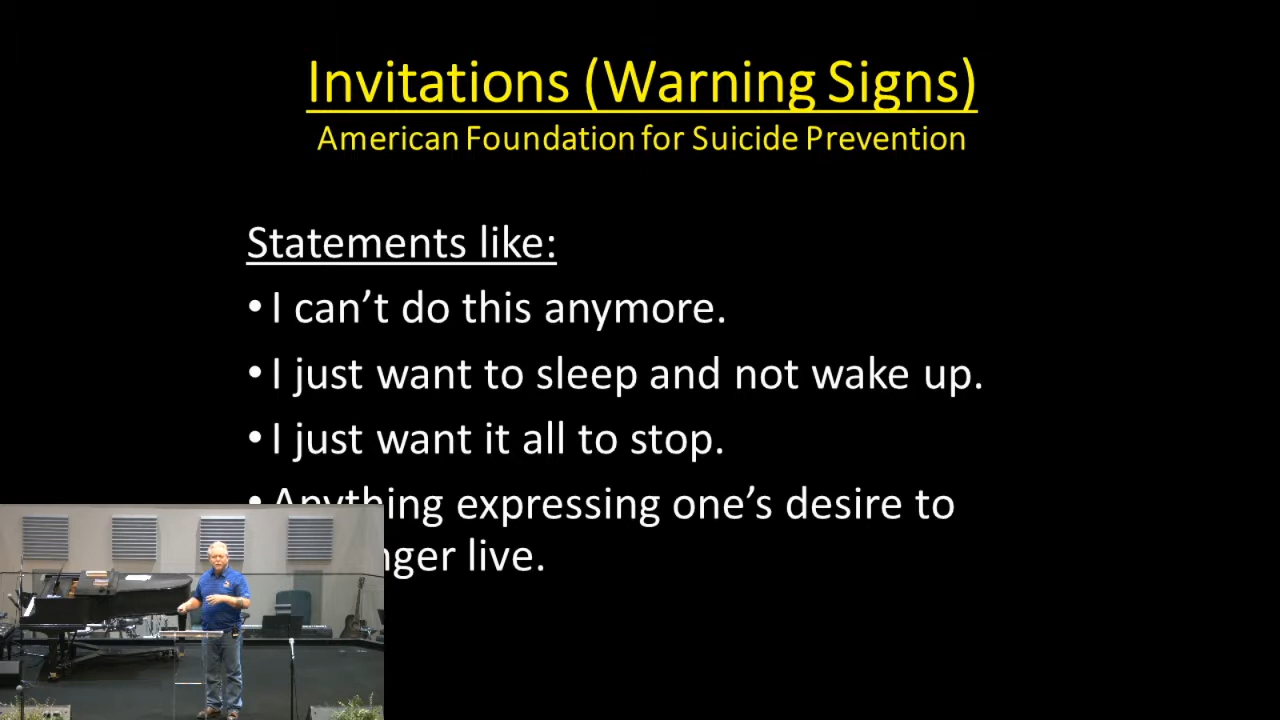 Invitations (Warning Signs)
American Foundation for Suicide Prevention
Statements like:
•I can’t do this anymore.
•I just want to sleep and not wake up.
•I just want it all to stop.
•Anything expressing one’s desire to
live.